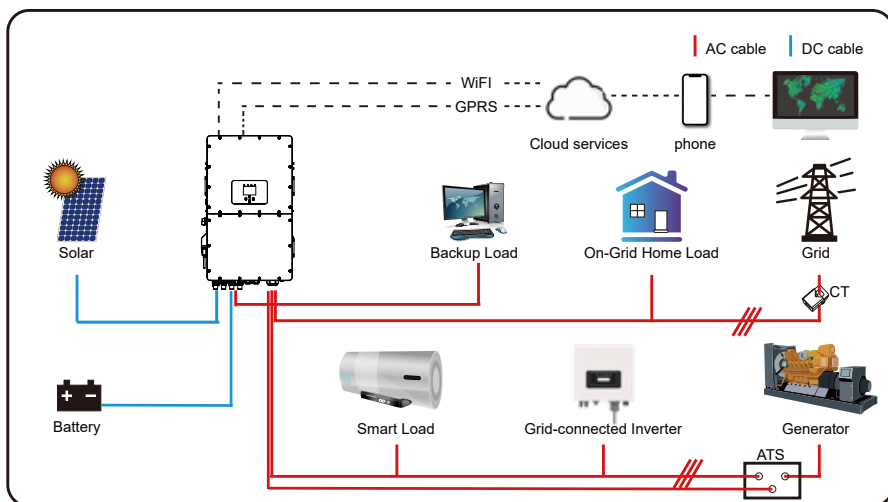 AC cable
DC cable
WiFI
GPRS
Cloud services
phone
Solar
Backup Load
On-Grid Home Load
Grid
CT
Battery
Smart Load
Grid-connected Inverter
Generator
ATS